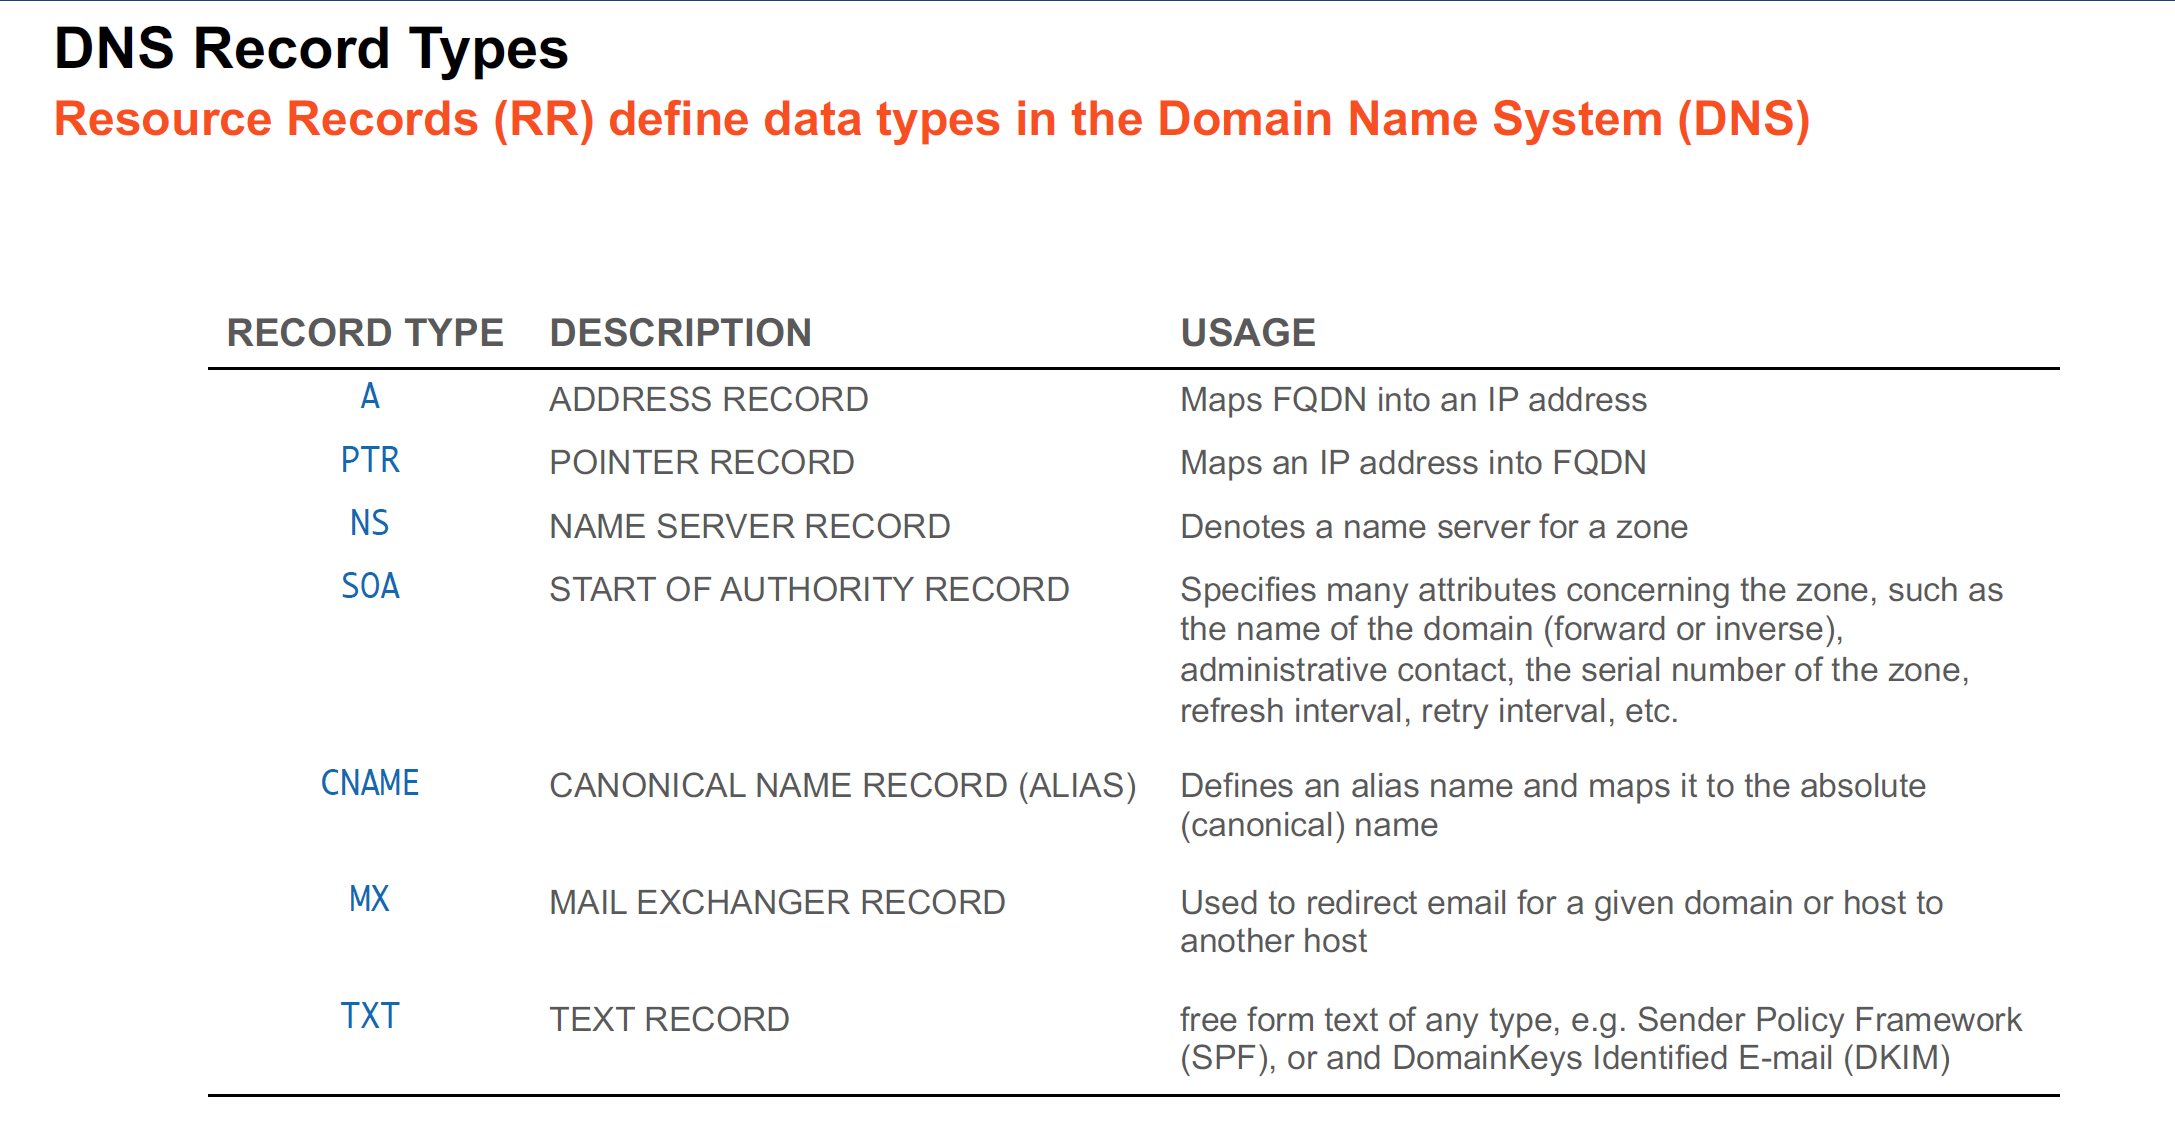 DNS Record Types
Resource Records (RR) define data types in the Domain Name System (DNS)
RECORD TYPE DESCRIPTION USAGE
A ADDRESS RECORD Maps FQDN into an IP address
PTR POINTER RECORD Maps an IP address into FQDN
NS NAME SERVER RECORD Denotes a name server for a zone
SOA START OF AUTHORITY RECORD Specifies many attributes concerning the zone, such as
the name of the domain (forward or inverse),
administrative contact, the serial number of the zone,
refresh interval, retry interval, etc.
CNAME CANONICAL NAME RECORD (ALIAS) Defines an alias name and maps it to the absolute
(canonical) name
MX MAIL EXCHANGER RECORD Used to redirect email for a given domain or host to
another host
TXT TEXT RECORD free form text of any type, e.g. Sender Policy Framework
(SPF), or and DomainKeys Identified E-mail (DKIM)